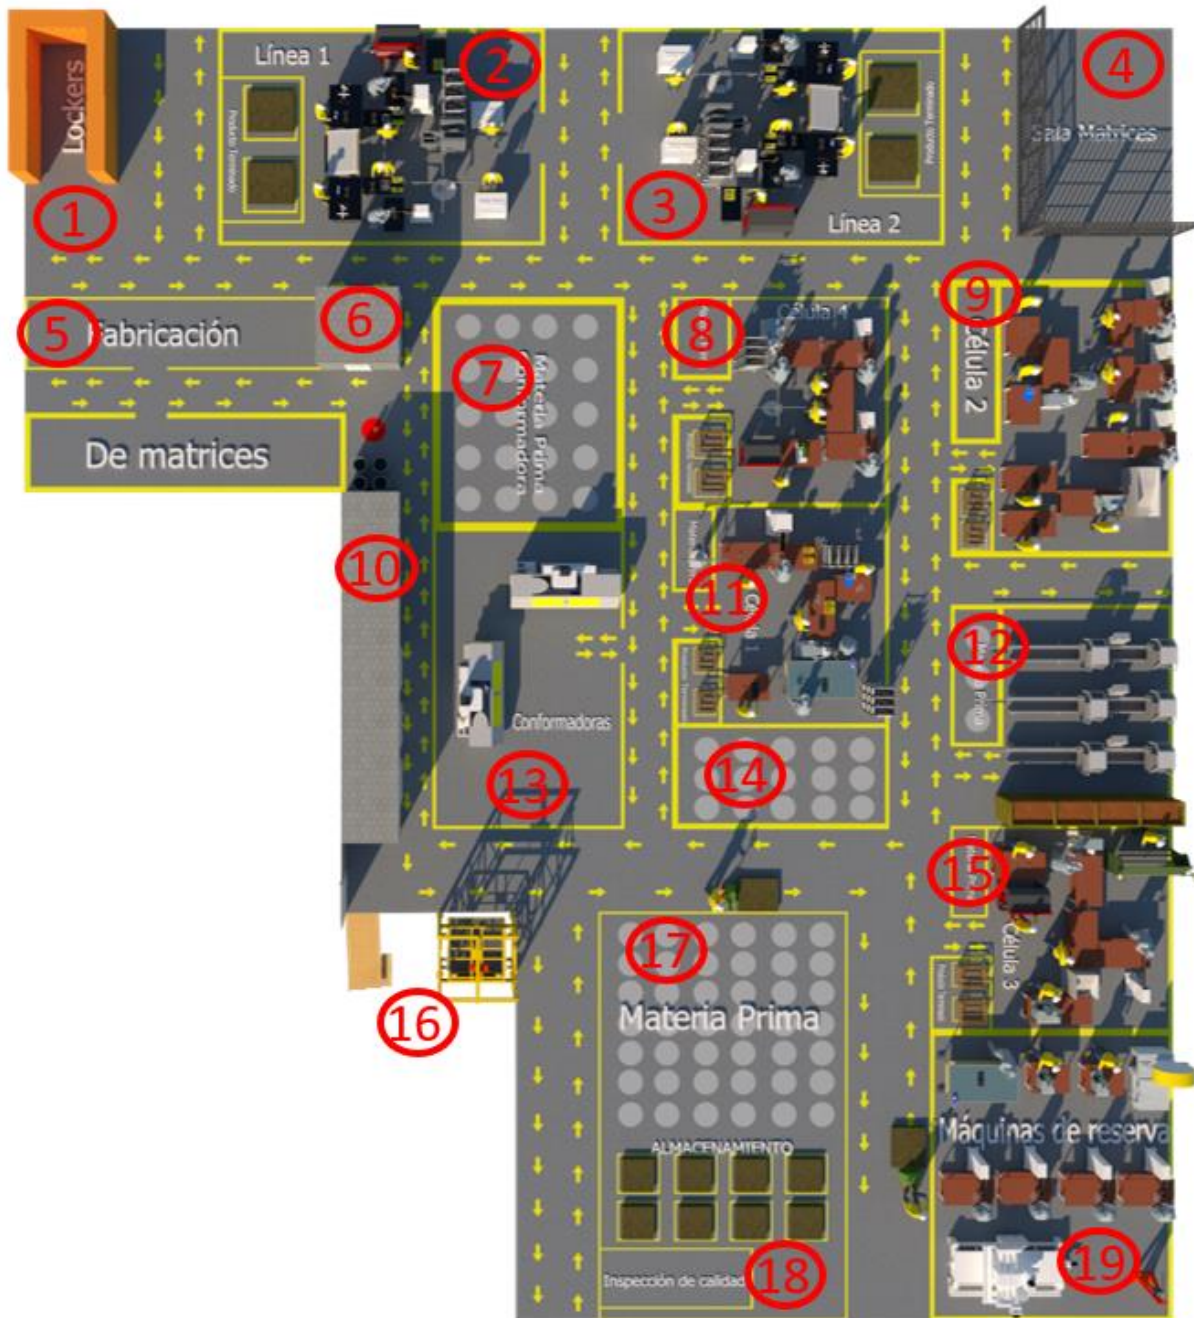 Lockers
1
Línea 1
2
Producto Terminado
3
Línea 2
Producto Terminado
4
Sala Matrices
5
Fabricación
6
De matrices
7
Materia Prima
Conformadora
8
Célula 4
9
Célula 2
10
11
Célula 1
12
Prima
Conformadoras
13
14
15
Célula 3
16
17
Materia Prima
ALMACENAMIENTO
Inspección de calidad
18
Máquinas de reserva
19